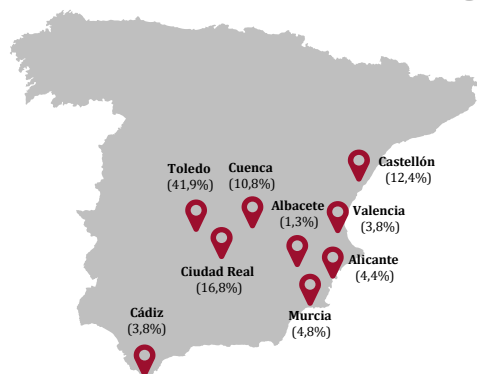 Castellón
(12,4%)
Toledo
(41,9%)
Cuenca
(10,8%)
Albacete
(1,3%)
Valencia
(3,8%)
Ciudad Real
(16,8%)
Alicante
(4,4%)
Murcia
(4,8%)
Cádiz
(3,8%)